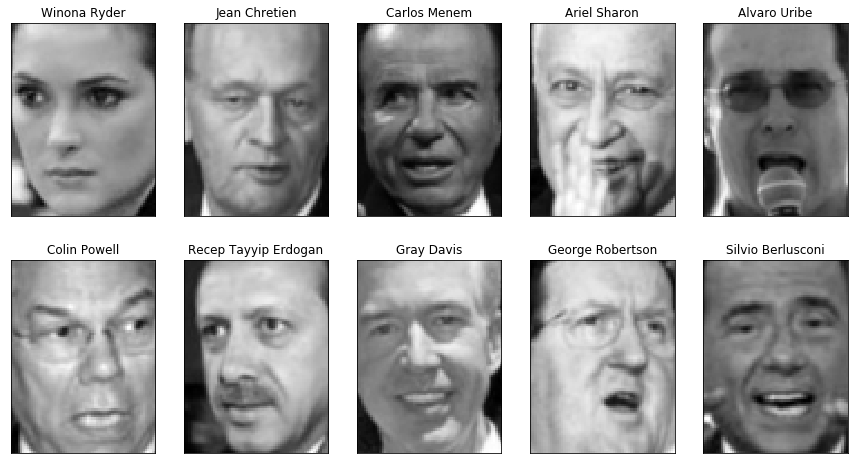 Winona Ryder
Jean Chretien
Carlos Menem
Ariel Sharon
Alvaro Uribe
Colin Powell
Recep Tayyip Erdogan
Gray Davis
George Robertson
Silvio Berlusconi